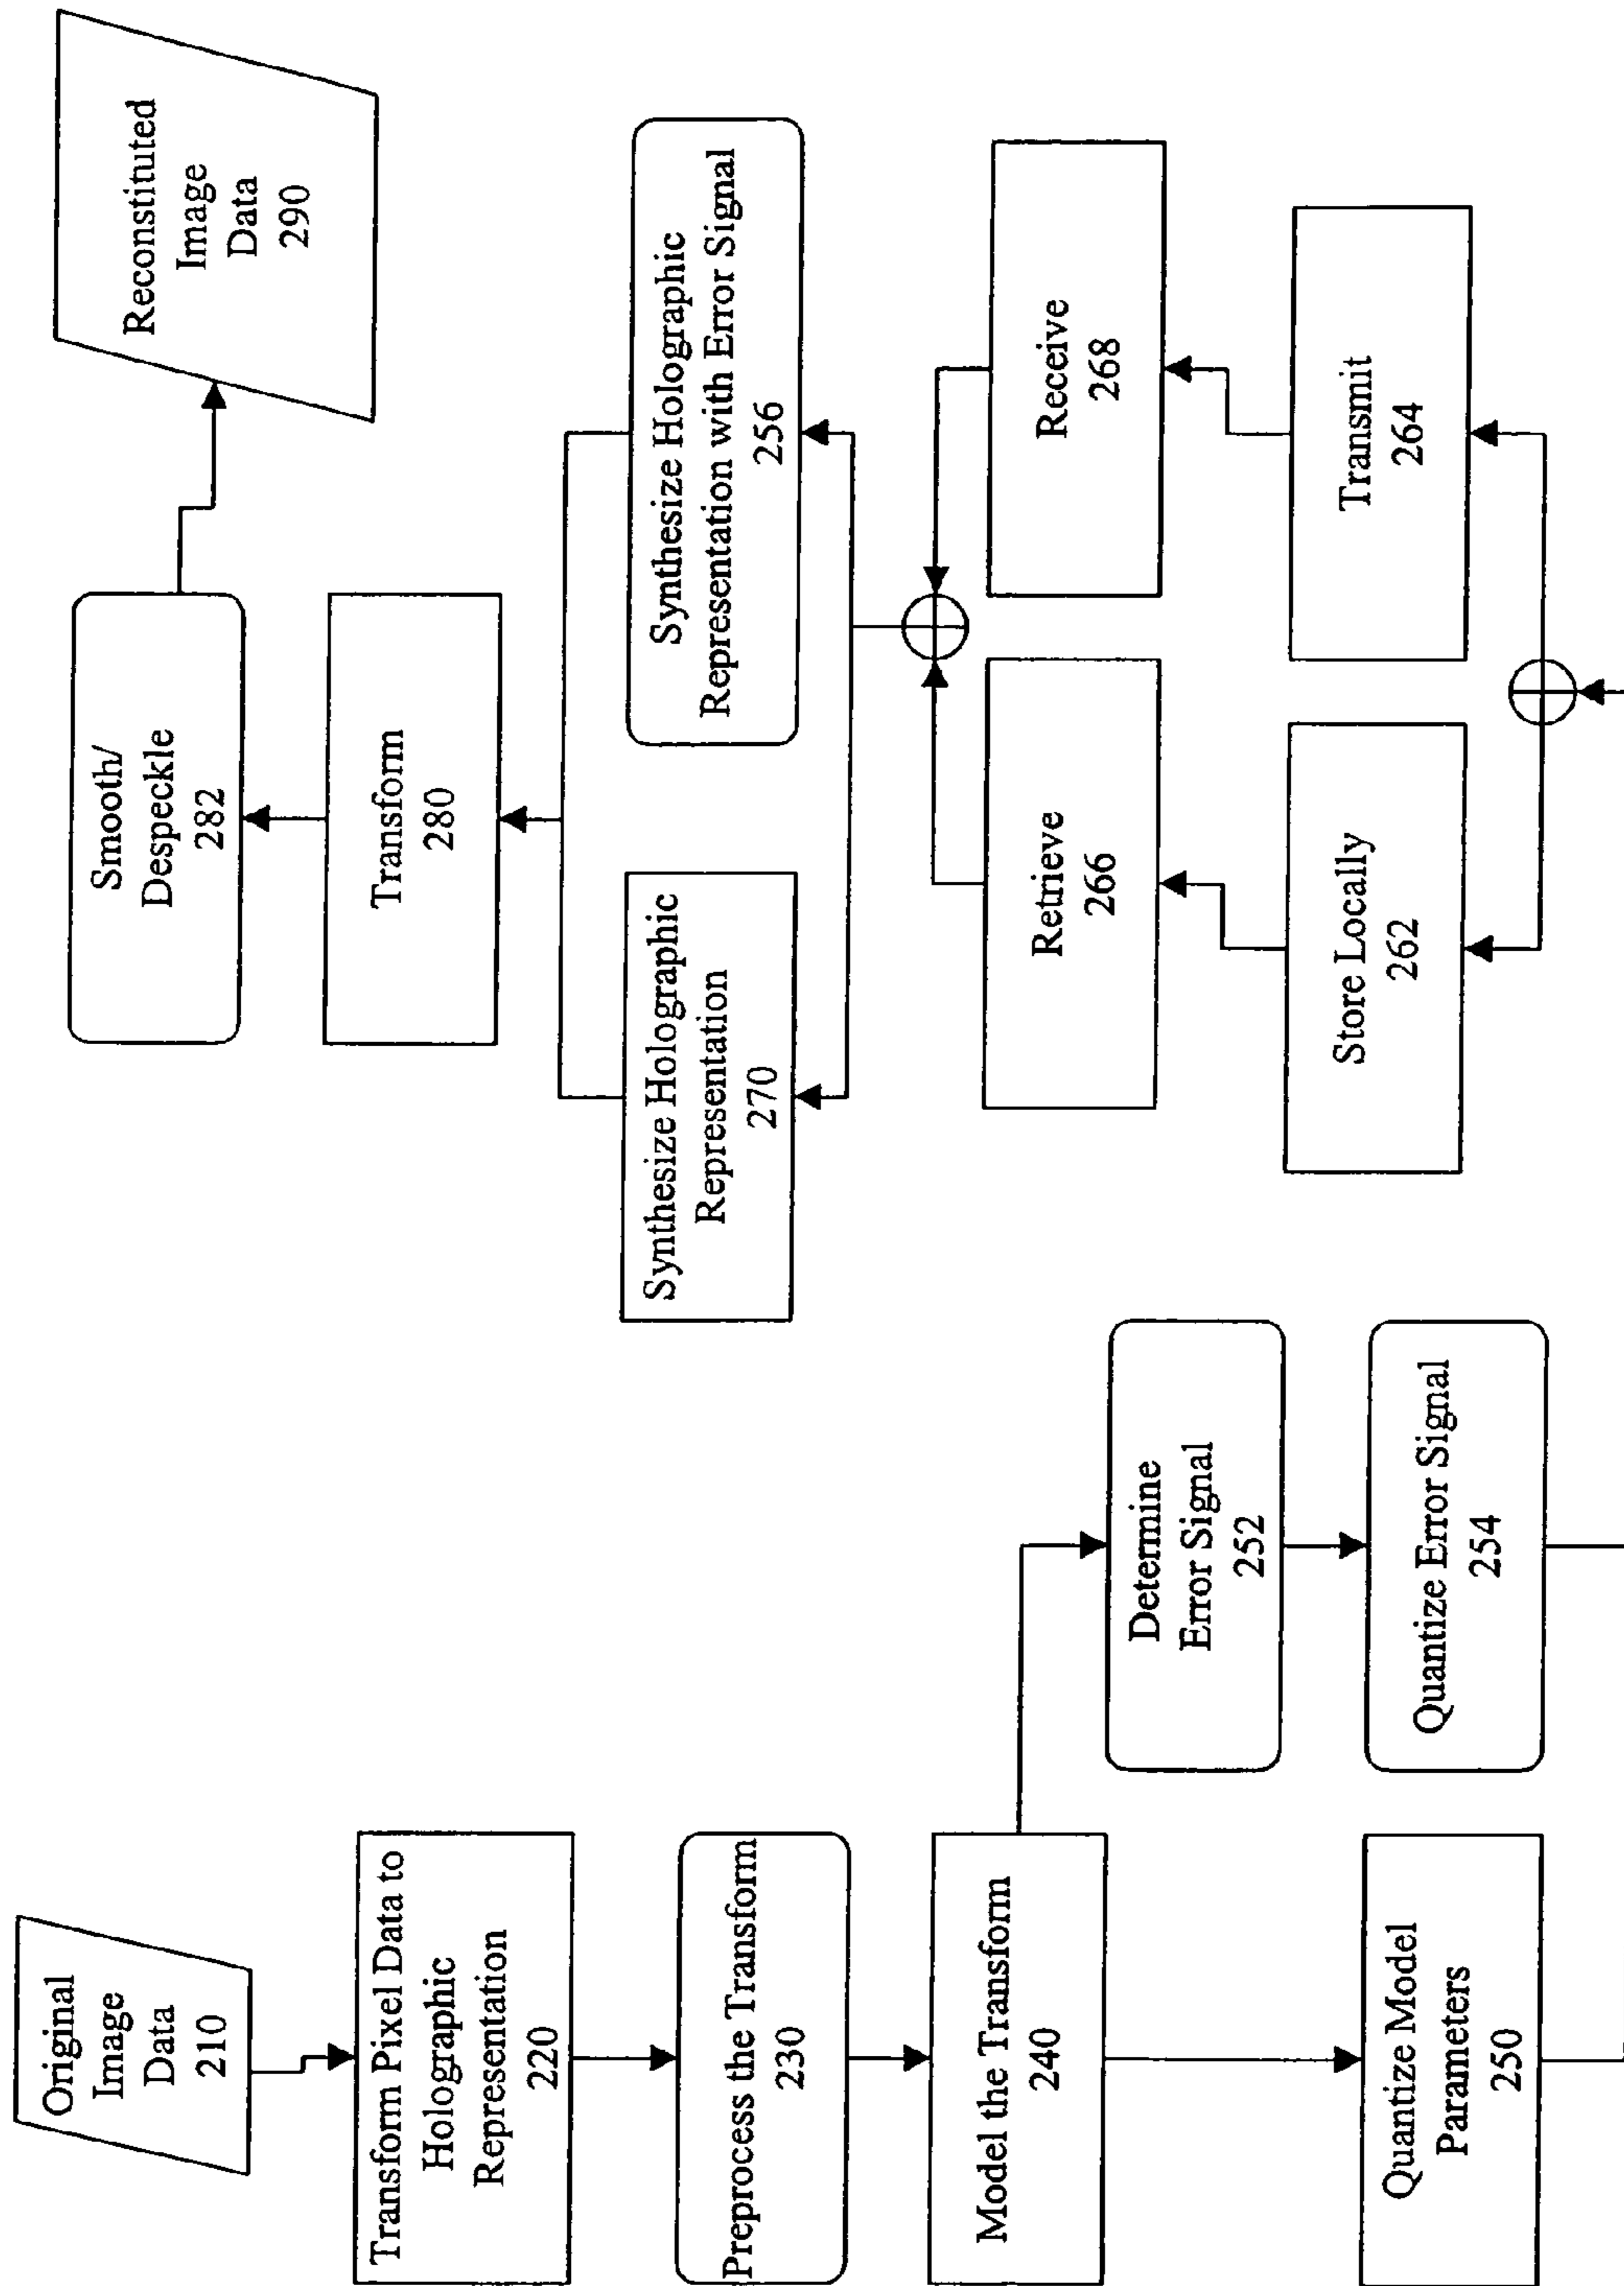 Original
Image
Data
210
Transform Pixel Data to
Holographic
Representation
220
Preprocess the Transform
230
Model the Transform
240
Quantize Model
Parameters
250
Determine
Error Signal
252
Quantize Error Signal
254
Store Locally
262
Transmit
264
Retrieve
266
Receive
268
Synthesize Holographic
Representation
270
Synthesize Holographic
Representation with Error Signal
256
Transform
280
Smooth/
Despeckle
282
Reconstituted
Image
Data
290